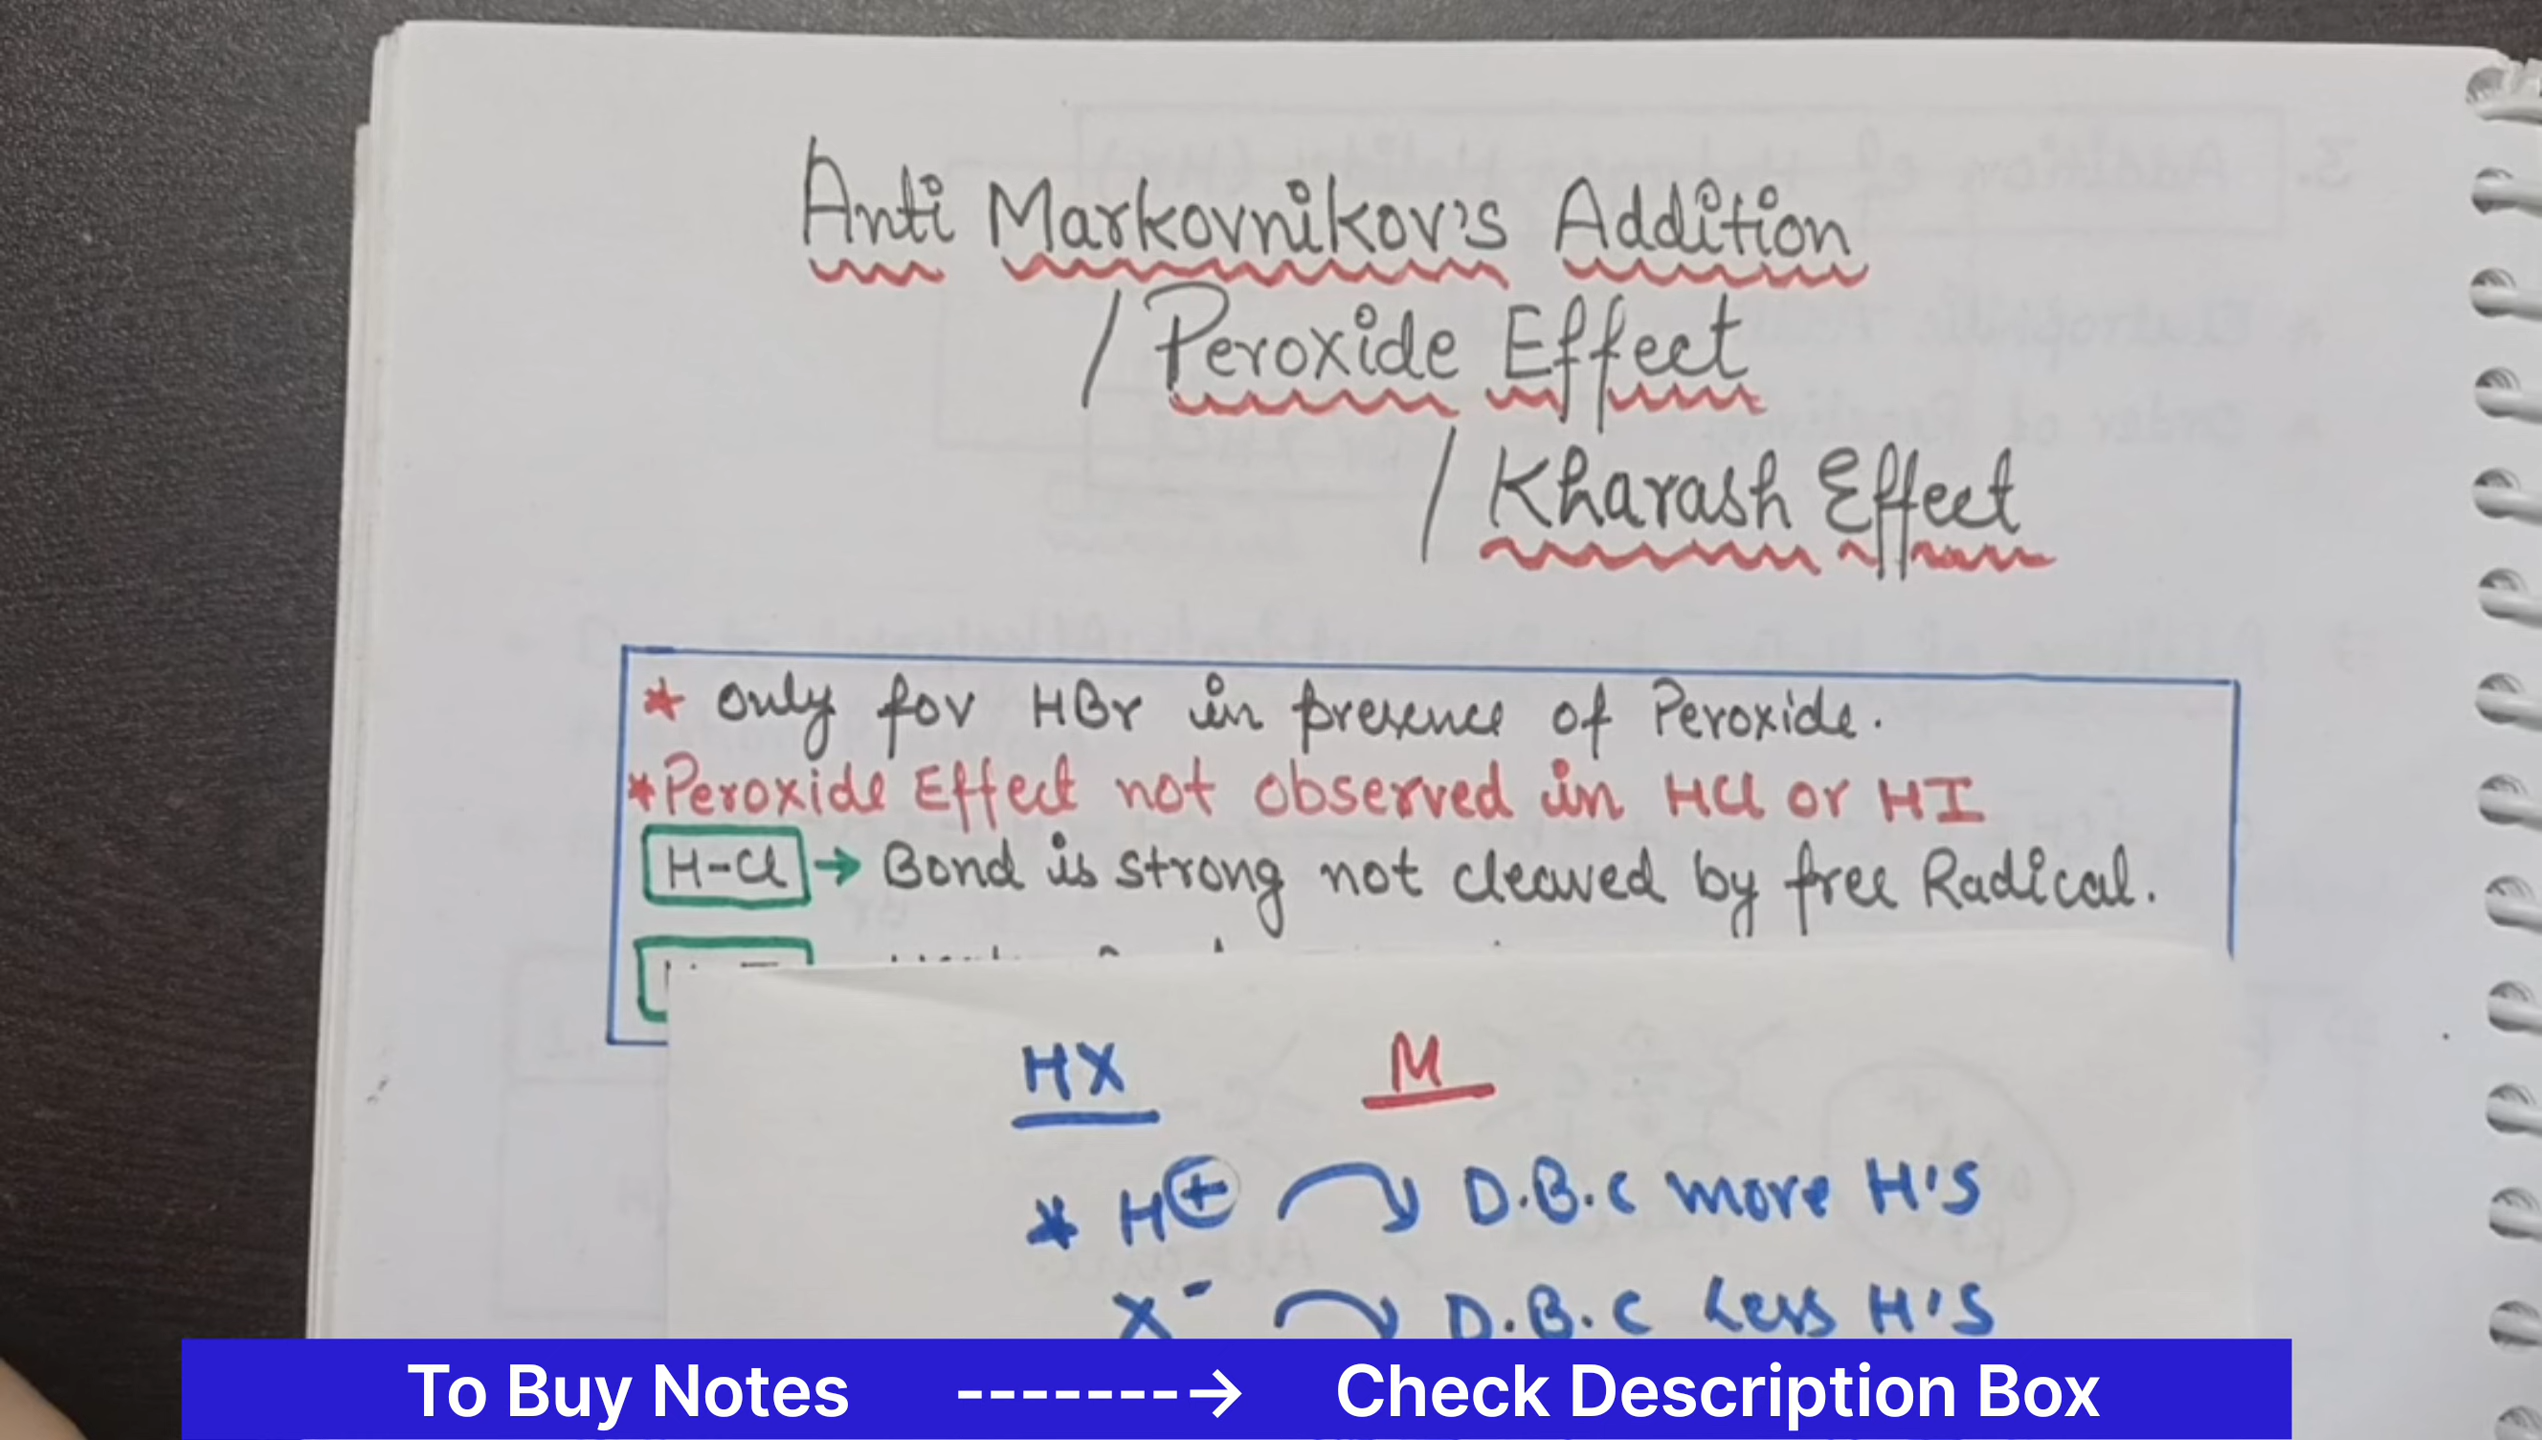 Anti Markovnikov's Addition
/ Peroxide Effect
/ Kharash Effect
* Only for HBr in presence of Peroxide.
* Peroxide Effect not observed in HCl or HI
H-Cl → Bond is strong not cleaved by free Radical.
HX M
* H⊕ D.B.C more H'S
X⁻ D.B.C Less H'S
To Buy Notes -------→ Check Description Box